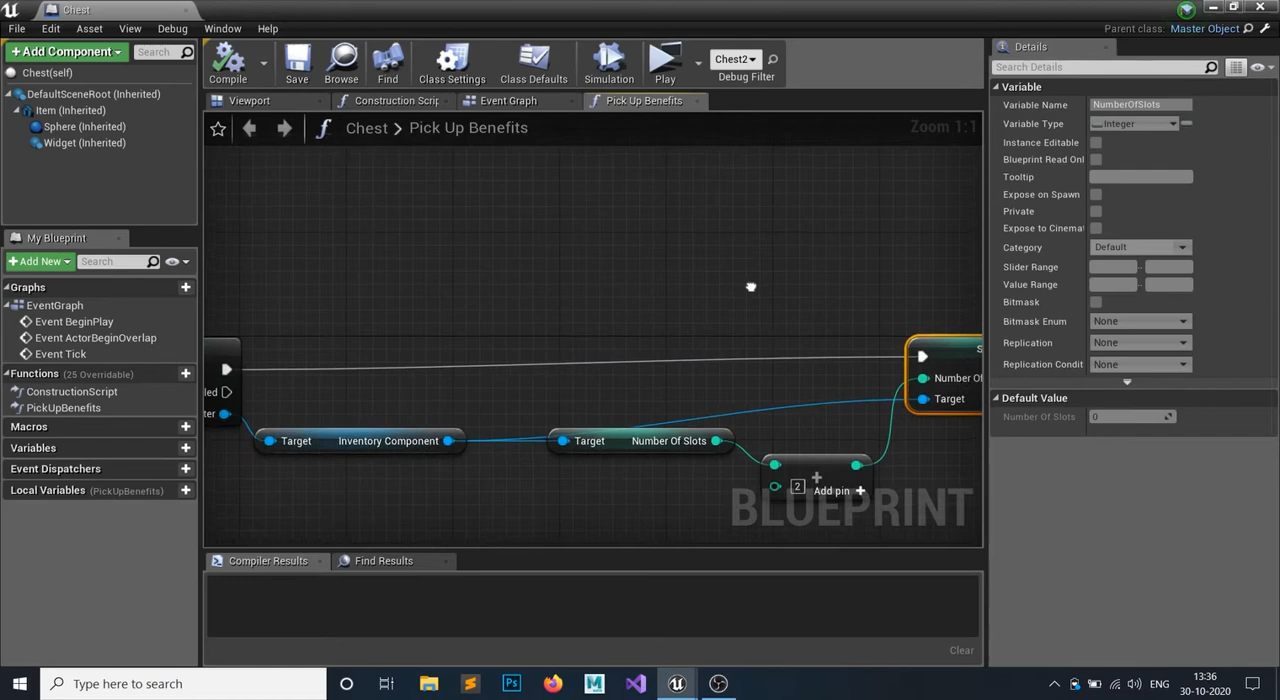 Chest
File Edit Asset View Debug Window Help
Parent class: Master Object
+Add Component
Search
Chest(self)
DefaultSceneRoot (Inherited)
Item (Inherited)
Sphere (Inherited)
Widget (Inherited)
Compile
Save
Browse
Find
Class Settings
Class Defaults
Simulation
Play
Chest2
Debug Filter
Viewport
Construction Scrip
Event Graph
Pick Up Benefits
Chest > Pick Up Benefits
Zoom 1:1
My Blueprint
+Add New
Search
Graphs
EventGraph
Event BeginPlay
Event ActorBeginOverlap
Event Tick
Functions (25 Overridable)
ConstructionScript
PickUpBenefits
Macros
Variables
Event Dispatchers
Local Variables (PickUpBenefits)
led
ter
Target Inventory Component
Target Number Of Slots
2 Add pin +
S
Number Of
Target
BLUEPRINT
Compiler Results
Find Results
Clear
Details
Search Details
Variable
Variable Name NumberOfSlots
Variable Type Integer
Instance Editable
Blueprint Read Onl
Tooltip
Expose on Spawn
Private
Expose to Cinemat
Category Default
Slider Range
Value Range
Bitmask
Bitmask Enum None
Replication None
Replication Condit None
Default Value
Number Of Slots 0
Type here to search
Ps
M
ENG
13:36
30-10-2020